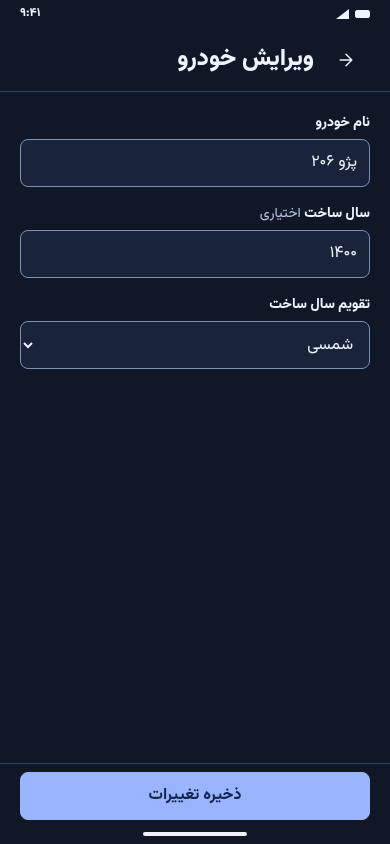 ۹:۴۱
ویرایش خودرو
نام خودرو
پژو ۲۰۶
سال ساخت اختیاری
۱۴۰۰
تقویم سال ساخت
شمسی
ذخیره تغییرات